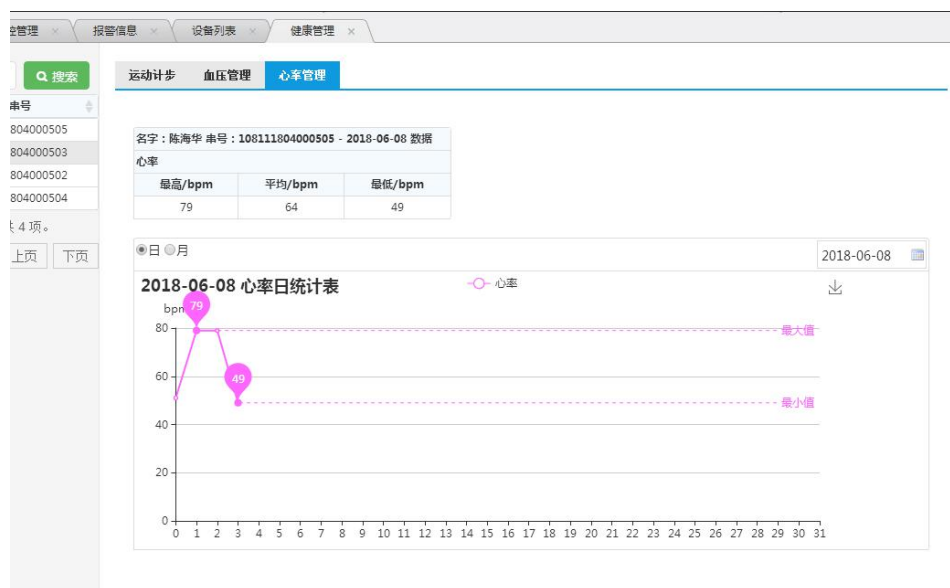 控管理 × 报警信息 × 设备列表 × 健康管理 ×
搜索
运动计步 血压管理 心率管理
串号
804000505
804000503
804000502
804000504
共 4 项。
上页 下页
名字：陈海华 串号：108111804000505 - 2018-06-08 数据
心率
最高/bpm 平均/bpm 最低/bpm
79 64 49
日 月
2018-06-08
2018-06-08 心率日统计表
心率
bpm
79
80
最大值
60
49
最小值
40
20
0
0 1 2 3 4 5 6 7 8 9 10 11 12 13 14 15 16 17 18 19 20 21 22 23 24 25 26 27 28 29 30 31